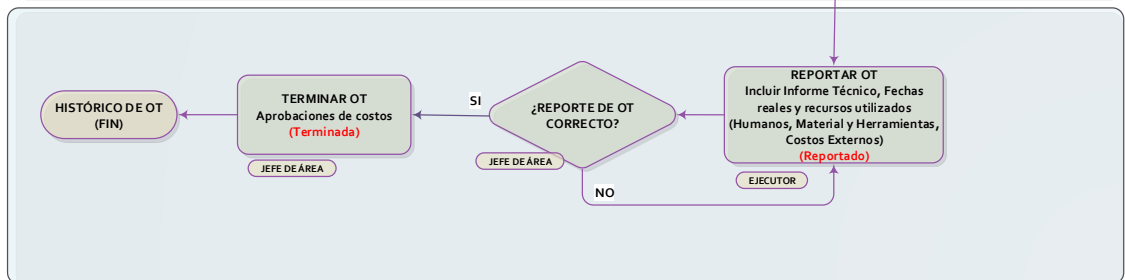 REPORTAR OT
Incluir Informe Técnico, Fechas
reales y recursos utilizados
(Humanos, Material y Herramientas,
Costos Externos)
(Reportado)
EJECUTOR
¿REPORTE DE OT
CORRECTO?
JEFE DE ÁREA
NO
SI
TERMINAR OT
Aprobaciones de costos
(Terminada)
JEFE DE ÁREA
HISTÓRICO DE OT
(FIN)